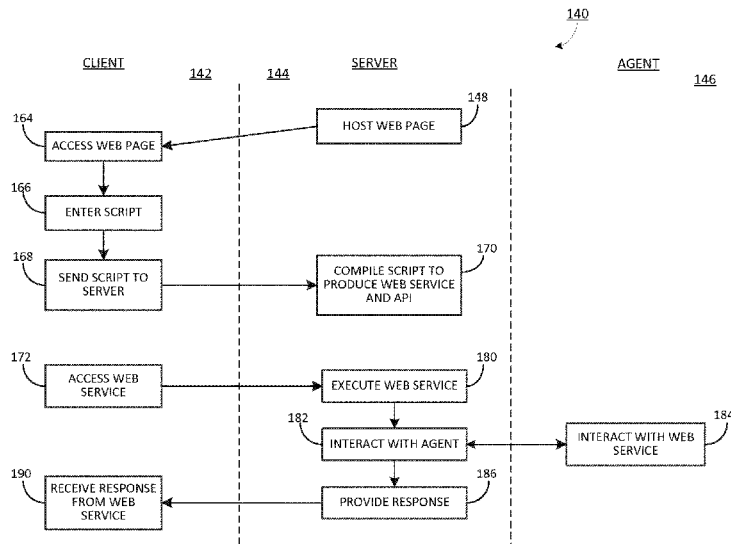 140
CLIENT
142
144
SERVER
AGENT
146
148
HOST WEB PAGE
164
ACCESS WEB PAGE
166
ENTER SCRIPT
168
SEND SCRIPT TO
SERVER
170
COMPILE SCRIPT TO
PRODUCE WEB SERVICE
AND API
172
ACCESS WEB
SERVICE
180
EXECUTE WEB SERVICE
182
INTERACT WITH AGENT
184
INTERACT WITH WEB
SERVICE
190
RECEIVE RESPONSE
FROM WEB
SERVICE
186
PROVIDE RESPONSE